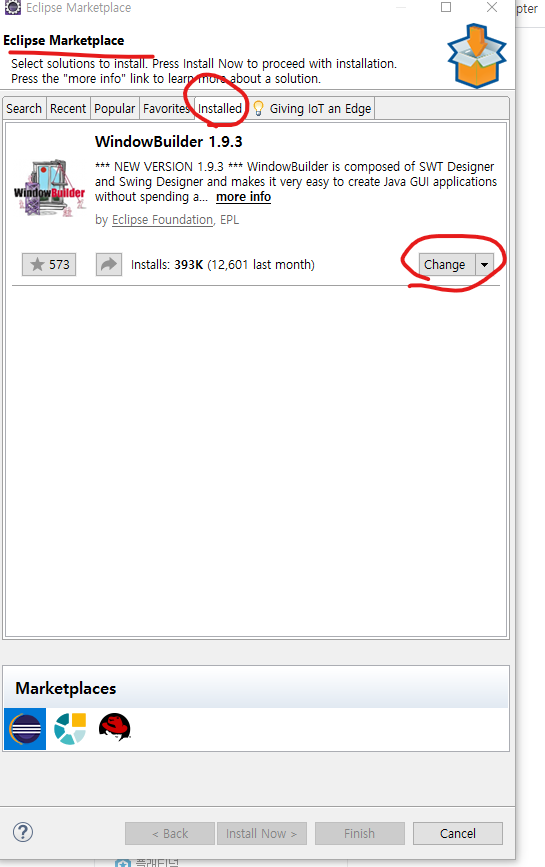 Eclipse Marketplace
pter
Eclipse Marketplace
Select solutions to install. Press Install Now to proceed with installation.
Press the "more info" link to learn more about a solution.
Search Recent Popular Favorites Installed Giving IoT an Edge
WindowBuilder 1.9.3
*** NEW VERSION 1.9.3 *** WindowBuilder is composed of SWT Designer
and Swing Designer and makes it very easy to create Java GUI applications
without spending a... more info
WindowBuilder
by Eclipse Foundation, EPL
573 Installs: 393K (12,601 last month) Change
Marketplaces
? < Back Install Now > Finish Cancel
플래티넘